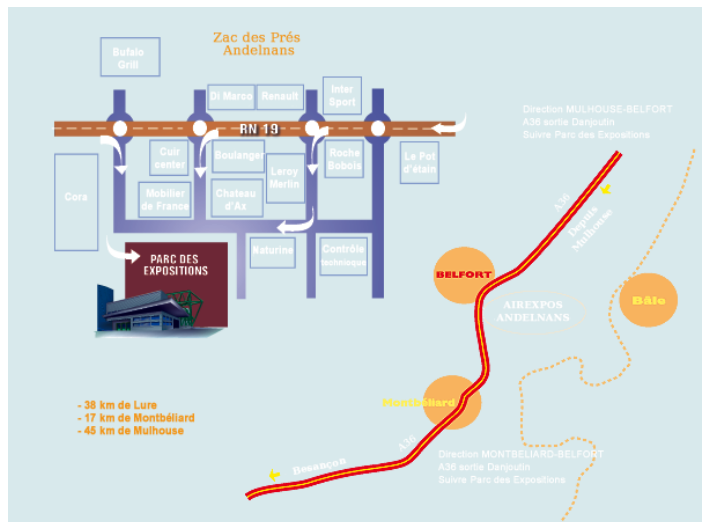 Zac des Prés
Andelnans
Bufalo
Grill
Di Marco
Renault
Inter
Sport
RN 19
Cuir
center
Boulanger
Leroy
Merlin
Roche
Bobois
Le Pot
d'étain
Cora
Mobilier
de France
Chateau
d'Ax
Naturine
Contrôle
technique
PARC DES
EXPOSITIONS
- 38 km de Lure
- 17 km de Montbéliard
- 45 km de Mulhouse
Direction MULHOUSE-BELFORT
A36 sortie Danjoutin
Suivre Parc des Expositions
A36
Depuis
Mulhouse
BELFORT
AIREXPOS
ANDELNANS
Bâle
Montbéliard
A36
Besançon
Direction MONTBELIARD-BELFORT
A36 sortie Danjoutin
Suivre Parc des Expositions